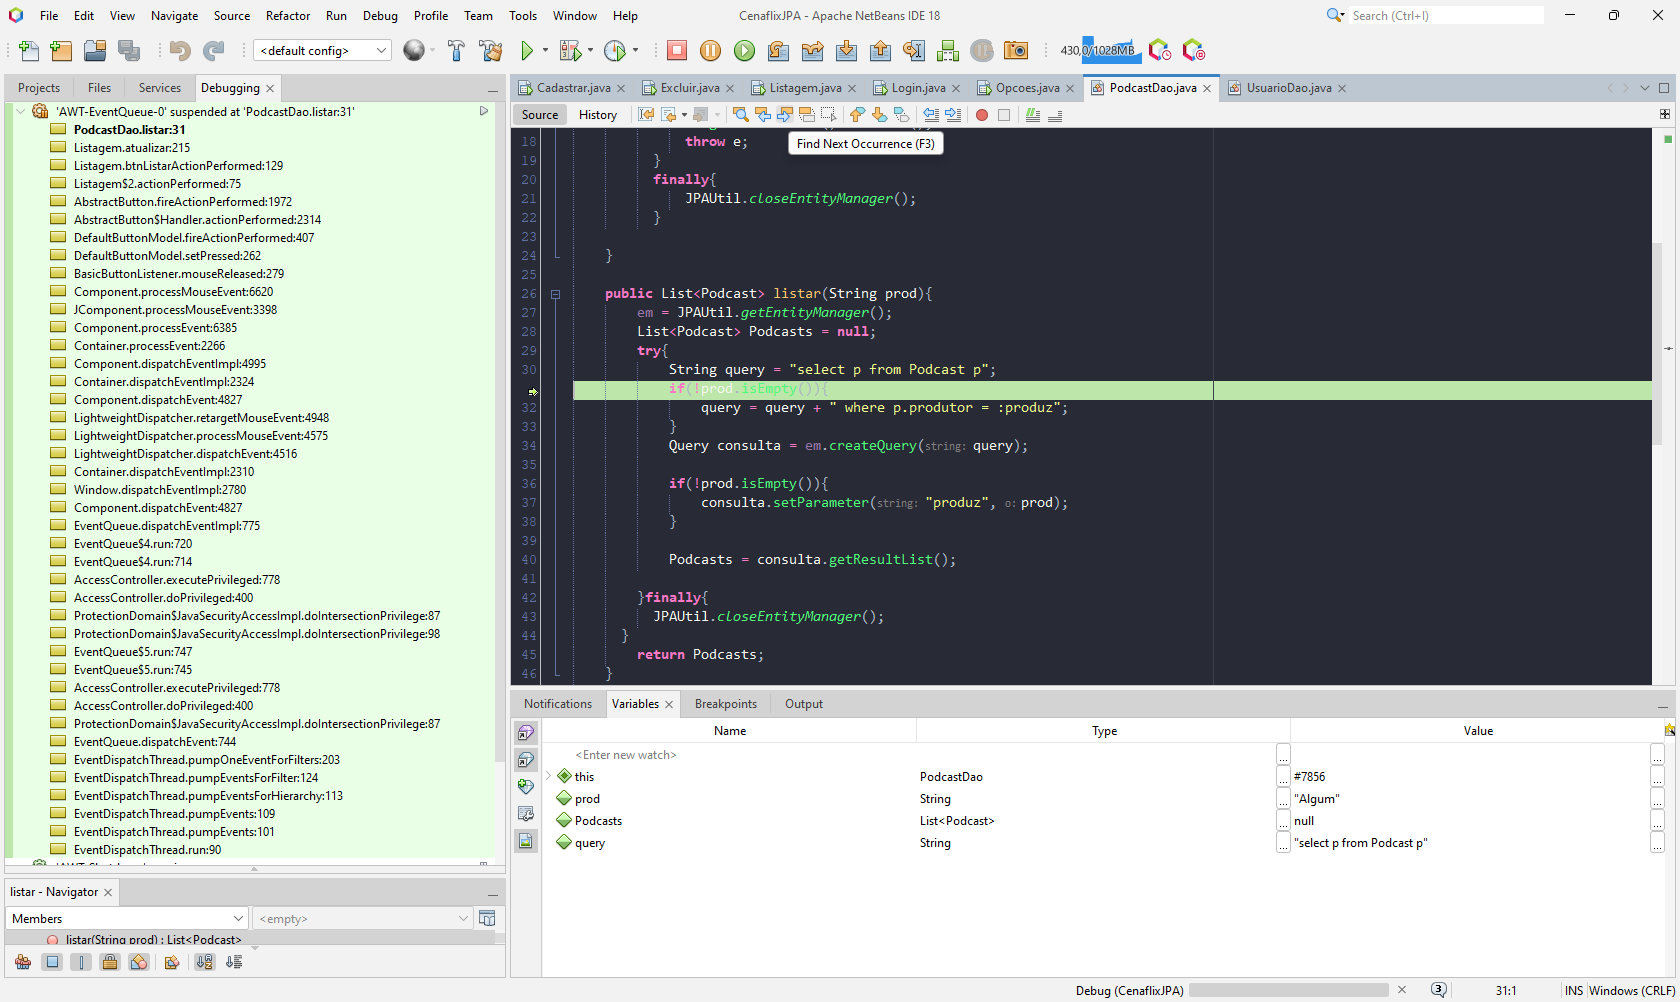 File Edit View Navigate Source Refactor Run Debug Profile Team Tools Window Help
CenaflixJPA - Apache NetBeans IDE 18
Search (Ctrl+I)
<default config>
430,0/1028MB
Projects Files Services Debugging
Cadastrar.java Excluir.java Listagem.java Login.java Opcoes.java PodcastDao.java UsuarioDao.java
'AWT-EventQueue-0' suspended at 'PodcastDao.listar:31'
PodcastDao.listar:31
Listagem.atualizar:215
Listagem.btnListarActionPerformed:129
Listagem$2.actionPerformed:75
AbstractButton.fireActionPerformed:1972
AbstractButton$Handler.actionPerformed:2314
DefaultButtonModel.fireActionPerformed:407
DefaultButtonModel.setPressed:262
BasicButtonListener.mouseReleased:279
Component.processMouseEvent:6620
JComponent.processMouseEvent:3398
Component.processEvent:6385
Container.processEvent:2266
Component.dispatchEventImpl:4995
Container.dispatchEventImpl:2324
Component.dispatchEvent:4827
LightweightDispatcher.retargetMouseEvent:4948
LightweightDispatcher.processMouseEvent:4575
LightweightDispatcher.dispatchEvent:4516
Container.dispatchEventImpl:2310
Window.dispatchEventImpl:2780
Component.dispatchEvent:4827
EventQueue.dispatchEventImpl:775
EventQueue$4.run:720
EventQueue$4.run:714
AccessController.executePrivileged:778
AccessController.doPrivileged:400
ProtectionDomain$JavaSecurityAccessImpl.doIntersectionPrivilege:87
ProtectionDomain$JavaSecurityAccessImpl.doIntersectionPrivilege:98
EventQueue$5.run:747
EventQueue$5.run:745
AccessController.executePrivileged:778
AccessController.doPrivileged:400
ProtectionDomain$JavaSecurityAccessImpl.doIntersectionPrivilege:87
EventQueue.dispatchEvent:744
EventDispatchThread.pumpOneEventForFilters:203
EventDispatchThread.pumpEventsForFilter:124
EventDispatchThread.pumpEventsForHierarchy:113
EventDispatchThread.pumpEvents:109
EventDispatchThread.pumpEvents:101
EventDispatchThread.run:90
listar - Navigator
Members
<empty>
listar(String prod) : List<Podcast>
Source History
Find Next Occurrence (F3)
18 throw e;
19 }
20 finally{
21 JPAUtil.closeEntityManager();
22 }
23
24 }
25
26 public List<Podcast> listar(String prod){
27 em = JPAUtil.getEntityManager();
28 List<Podcast> Podcasts = null;
29 try{
30 String query = "select p from Podcast p";
if(!prod.isEmpty()){
32 query = query + " where p.produtor = :produz";
33 }
34 Query consulta = em.createQuery(string: query);
35
36 if(!prod.isEmpty()){
37 consulta.setParameter(string: "produz", o: prod);
38 }
39
40 Podcasts = consulta.getResultList();
41
42 }finally{
43 JPAUtil.closeEntityManager();
44 }
45 return Podcasts;
46 }
Notifications Variables Breakpoints Output
Name Type Value
<Enter new watch> ... ...
this PodcastDao ... #7856 ...
prod String ... "Algum" ...
Podcasts List<Podcast> ... null ...
query String ... "select p from Podcast p" ...
Debug (CenaflixJPA) 3 31:1 INS Windows (CRLF)